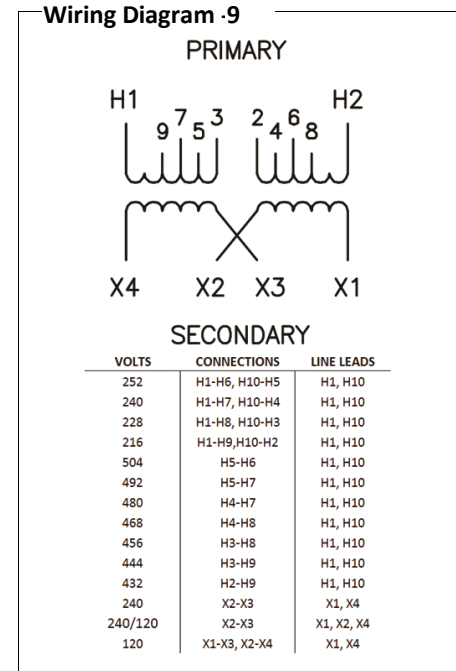 Wiring Diagram -9
PRIMARY
H1 9 7 5 3 2 4 6 8 H2
X4 X2 X3 X1
SECONDARY
VOLTS CONNECTIONS LINE LEADS
252 H1-H6, H10-H5 H1, H10
240 H1-H7, H10-H4 H1, H10
228 H1-H8, H10-H3 H1, H10
216 H1-H9,H10-H2 H1, H10
504 H5-H6 H1, H10
492 H5-H7 H1, H10
480 H4-H7 H1, H10
468 H4-H8 H1, H10
456 H3-H8 H1, H10
444 H3-H9 H1, H10
432 H2-H9 H1, H10
240 X2-X3 X1, X4
240/120 X2-X3 X1, X2, X4
120 X1-X3, X2-X4 X1, X4